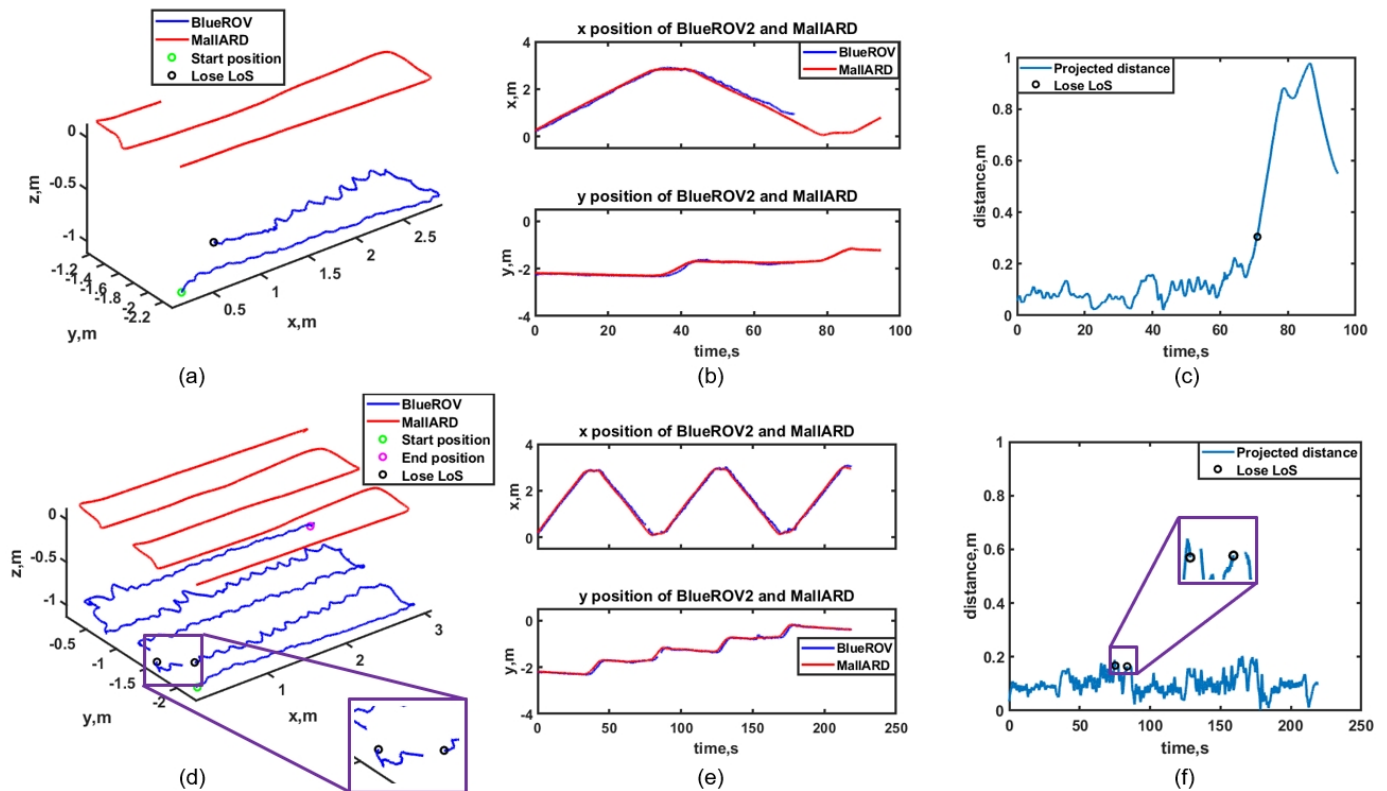 BlueROV
MallARD
Start position
Lose LoS
0
-0.5
-1
z,m
-1.2
-1.4
-1.6
-1.8
-2
-2.2
y,m
0.5
1
1.5
2
2.5
x,m
(a)
x position of BlueROV2 and MallARD
BlueROV
MallARD
4
2
0
x,m
y position of BlueROV2 and MallARD
0
-2
-4
y,m
0 20 40 60 80 100
time,s
(b)
Projected distance
Lose LoS
1
0.8
0.6
0.4
0.2
0
distance,m
0 20 40 60 80 100
time,s
(c)
BlueROV
MallARD
Start position
End position
Lose LoS
0
-0.5
-1
z,m
-0.5
-1
-1.5
-2
y,m
1
2
3
x,m
(d)
x position of BlueROV2 and MallARD
4
2
0
x,m
y position of BlueROV2 and MallARD
BlueROV
MallARD
0
-2
-4
y,m
0 50 100 150 200 250
time,s
(e)
Projected distance
Lose LoS
1
0.8
0.6
0.4
0.2
0
distance,m
0 50 100 150 200 250
time,s
(f)